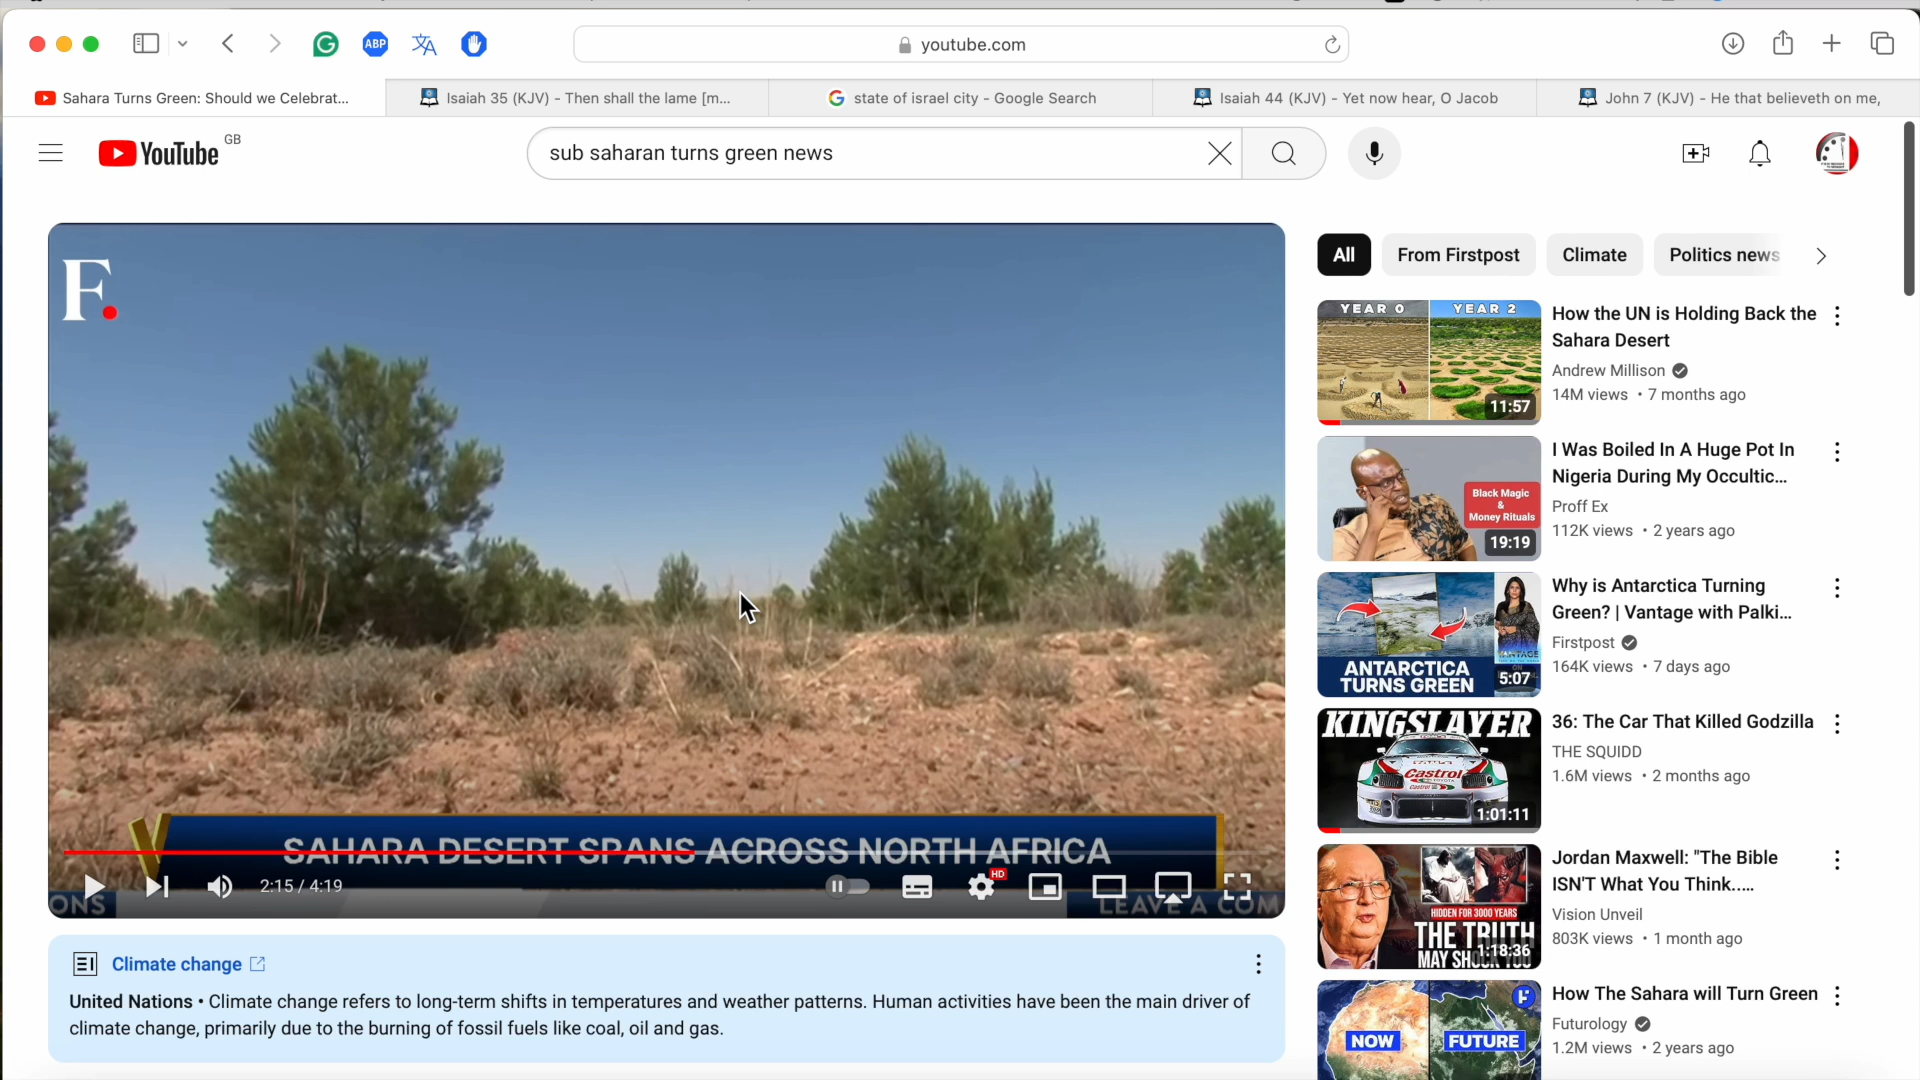 youtube.com
Sahara Turns Green: Should we Celebrat...
Isaiah 35 (KJV) - Then shall the lame [m...
state of israel city - Google Search
Isaiah 44 (KJV) - Yet now hear, O Jacob
John 7 (KJV) - He that believeth on me,
ABP
YouTube GB
sub saharan turns green news
F.
SAHARA DESERT SPANS ACROSS NORTH AFRICA
2:15 / 4:19
HD
ONS
LEAVE A COM
Climate change
United Nations • Climate change refers to long-term shifts in temperatures and weather patterns. Human activities have been the main driver of
climate change, primarily due to the burning of fossil fuels like coal, oil and gas.
All
From Firstpost
Climate
Politics news
YEAR 0
YEAR 2
11:57
How the UN is Holding Back the
Sahara Desert
Andrew Millison
14M views • 7 months ago
Black Magic
&
Money Rituals
19:19
I Was Boiled In A Huge Pot In
Nigeria During My Occultic...
Proff Ex
112K views • 2 years ago
ANTARCTICA
TURNS GREEN
5:07
Why is Antarctica Turning
Green? | Vantage with Palki...
Firstpost
164K views • 7 days ago
KINGSLAYER
Castrol
1:01:11
36: The Car That Killed Godzilla
THE SQUIDD
1.6M views • 2 months ago
HIDDEN FOR 3000 YEARS
THE TRUTH
MAY SHOCK YOU
1:18:36
Jordan Maxwell: "The Bible
ISN'T What You Think.....
Vision Unveil
803K views • 1 month ago
NOW
FUTURE
How The Sahara will Turn Green
Futurology
1.2M views • 2 years ago